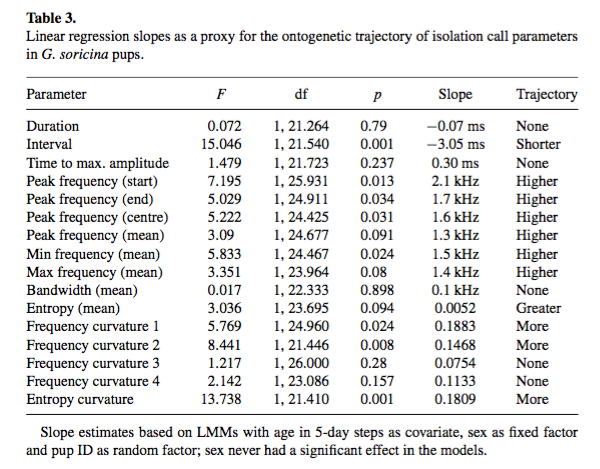 Table 3.
Linear regression slopes as a proxy for the ontogenetic trajectory of isolation call parameters
in G. soricina pups.
Parameter F df p Slope Trajectory
Duration 0.072 1, 21.264 0.79 −0.07 ms None
Interval 15.046 1, 21.540 0.001 −3.05 ms Shorter
Time to max. amplitude 1.479 1, 21.723 0.237 0.30 ms None
Peak frequency (start) 7.195 1, 25.931 0.013 2.1 kHz Higher
Peak frequency (end) 5.029 1, 24.911 0.034 1.7 kHz Higher
Peak frequency (centre) 5.222 1, 24.425 0.031 1.6 kHz Higher
Peak frequency (mean) 3.09 1, 24.677 0.091 1.3 kHz Higher
Min frequency (mean) 5.833 1, 24.467 0.024 1.5 kHz Higher
Max frequency (mean) 3.351 1, 23.964 0.08 1.4 kHz Higher
Bandwidth (mean) 0.017 1, 22.333 0.898 0.1 kHz None
Entropy (mean) 3.036 1, 23.695 0.094 0.0052 Greater
Frequency curvature 1 5.769 1, 24.960 0.024 0.1883 More
Frequency curvature 2 8.441 1, 21.446 0.008 0.1468 More
Frequency curvature 3 1.217 1, 26.000 0.28 0.0754 None
Frequency curvature 4 2.142 1, 23.086 0.157 0.1133 None
Entropy curvature 13.738 1, 21.410 0.001 0.1809 More
Slope estimates based on LMMs with age in 5-day steps as covariate, sex as fixed factor
and pup ID as random factor; sex never had a significant effect in the models.